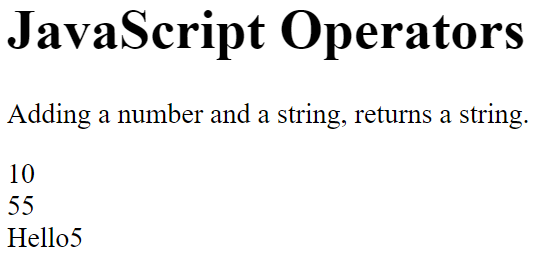 JavaScript Operators
Adding a number and a string, returns a string.
10
55
Hello5